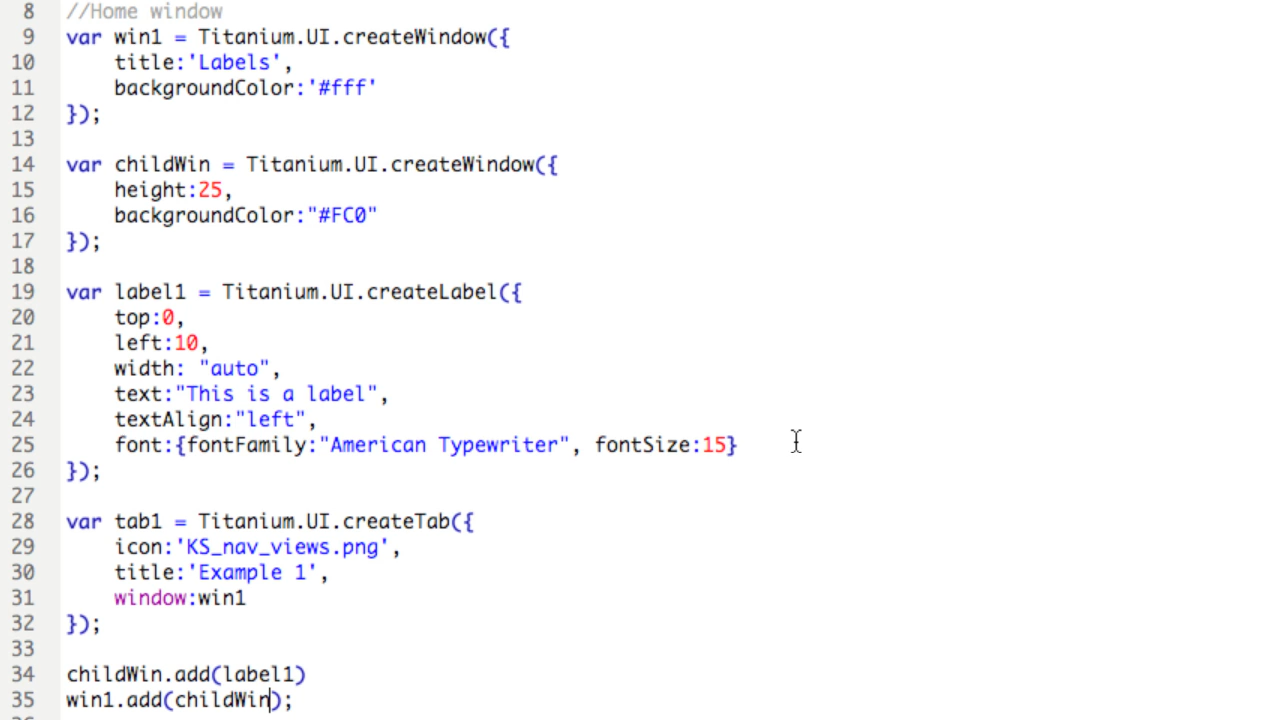 8 //Home window
9 var win1 = Titanium.UI.createWindow({
10 title:'Labels',
11 backgroundColor:'#fff'
12 });
13
14 var childWin = Titanium.UI.createWindow({
15 height:25,
16 backgroundColor:"#FC0"
17 });
18
19 var label1 = Titanium.UI.createLabel({
20 top:0,
21 left:10,
22 width: "auto",
23 text:"This is a label",
24 textAlign:"left",
25 font:{fontFamily:"American Typewriter", fontSize:15}
26 });
27
28 var tab1 = Titanium.UI.createTab({
29 icon:'KS_nav_views.png',
30 title:'Example 1',
31 window:win1
32 });
33
34 childWin.add(label1)
35 win1.add(childWin);